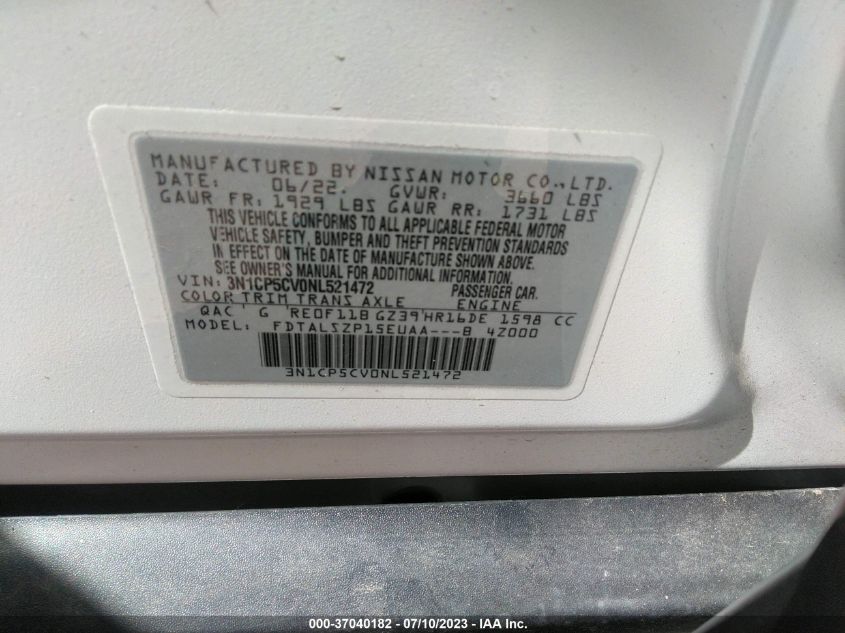 MANUFACTURED BY NISSAN MOTOR CO., LTD.
DATE: 06/22. GVWR: 3660 LBS
GAWR FR: 1929 LBS GAWR RR: 1731 LBS
THIS VEHICLE CONFORMS TO ALL APPLICABLE FEDERAL MOTOR
VEHICLE SAFETY, BUMPER AND THEFT PREVENTION STANDARDS
IN EFFECT ON THE DATE OF MANUFACTURE SHOWN ABOVE.
SEE OWNER'S MANUAL FOR ADDITIONAL INFORMATION.
VIN: 3N1CP5CV0NL521472 PASSENGER CAR.
COLOR TRIM TRANS AXLE ENGINE
QAC G RE0F11B GZ39 HR16DE 1598 CC
MODEL: FDTALSZP15EUAA---B 4Z000
3N1CP5CV0NL521472
000-37040182 - 07/10/2023 - IAA Inc.